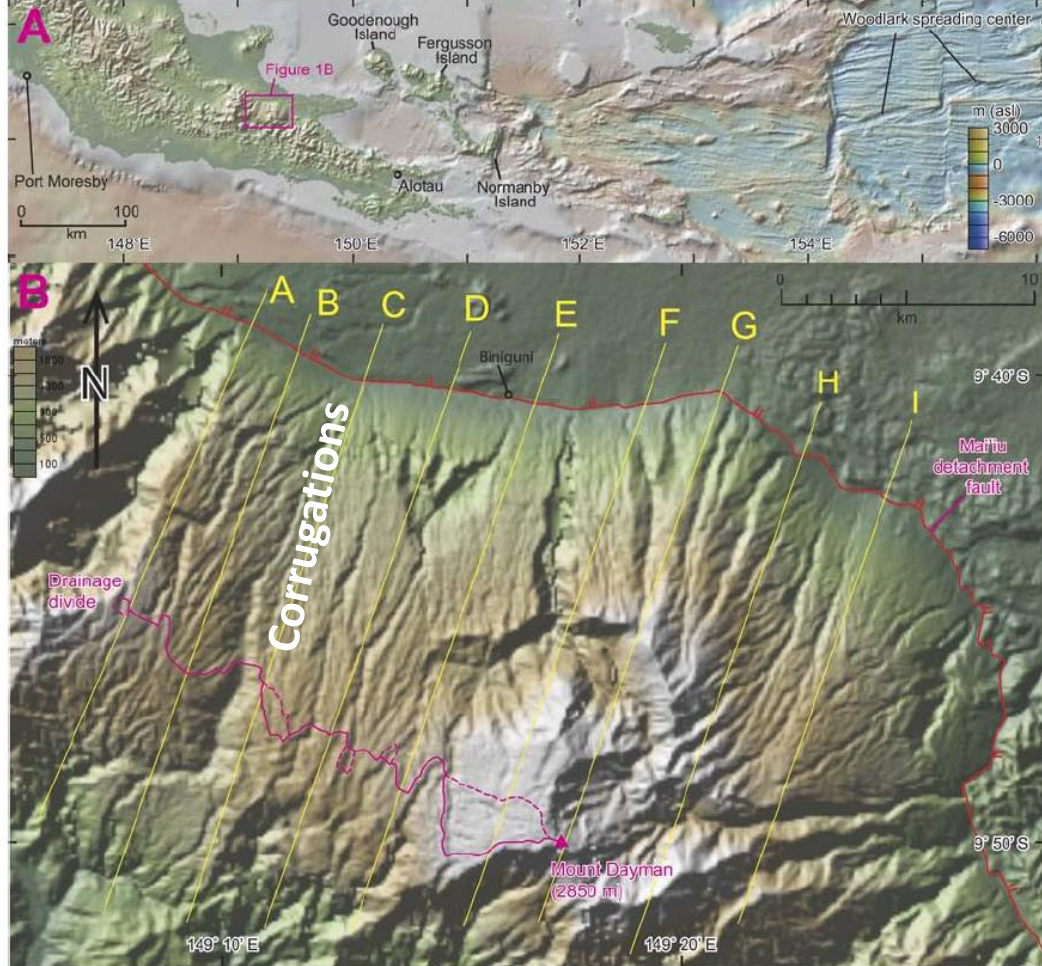 A
Goodenough
Island
Fergusson
Island
Woodlark spreading center
Figure 1B
m (asl)
3000
0
-3000
-6000
Port Moresby
Alotau
Normanby
Island
0 100
km
148°E
150°E
152°E
154°E
B
A
B
C
D
E
F
G
H
I
0 10
km
meters
100
N
Biniguni
9° 40' S
Corrugations
Mai'iu
detachment
fault
Drainage
divide
9° 50' S
Mount Dayman
(2850 m)
149° 10' E
149° 20' E